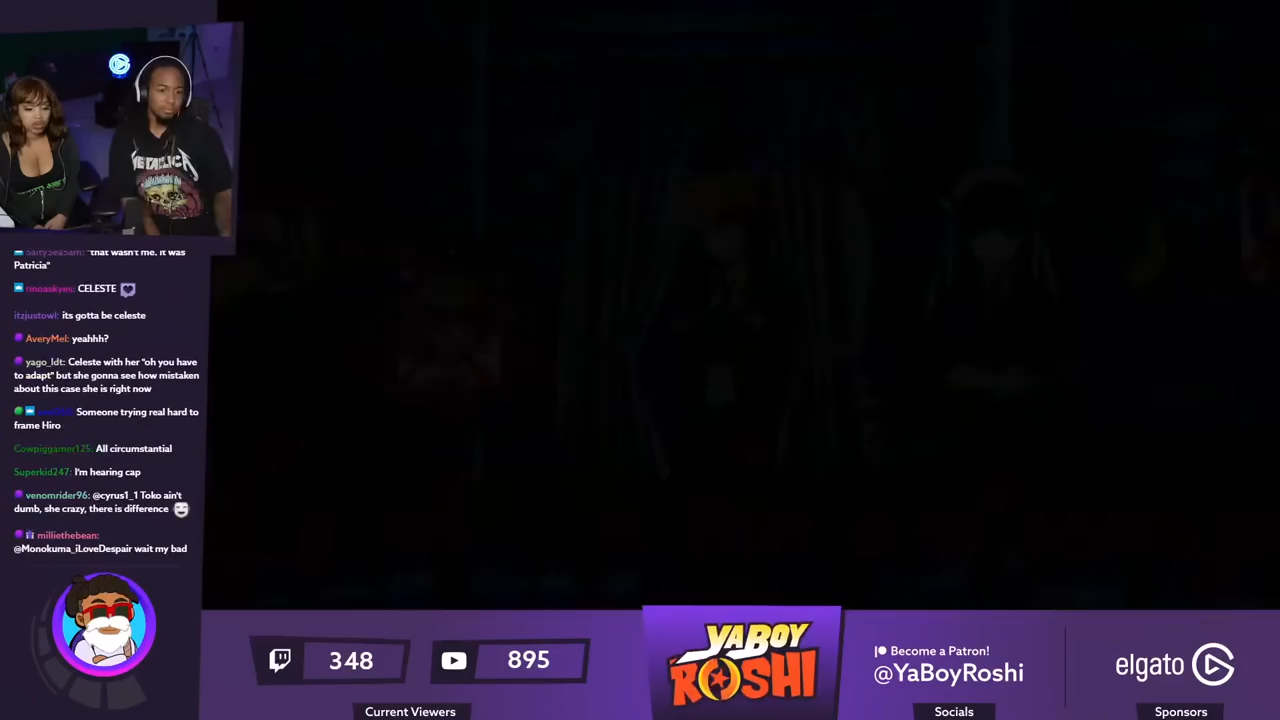 METALLICA
SaltySeaSam: "that wasn't me. It was
Patricia"
rinoaskyes: CELESTE
itzjustowl: its gotta be celeste
AveryMel: yeahhh?
yago_ldt: Celeste with her "oh you have
to adapt" but she gonna see how mistaken
about this case she is right now
Someone trying real hard to
frame Hiro
Cowpiggamer125: All circumstantial
Superkid247: I'm hearing cap
venomrider96: @cyrus1_1 Toko ain't
dumb, she crazy, there is difference
milliethebean:
@Monokuma_iLoveDespair wait my bad
348
895
Current Viewers
YABOY
ROSHI
Become a Patron!
@YaBoyRoshi
Socials
elgato
Sponsors